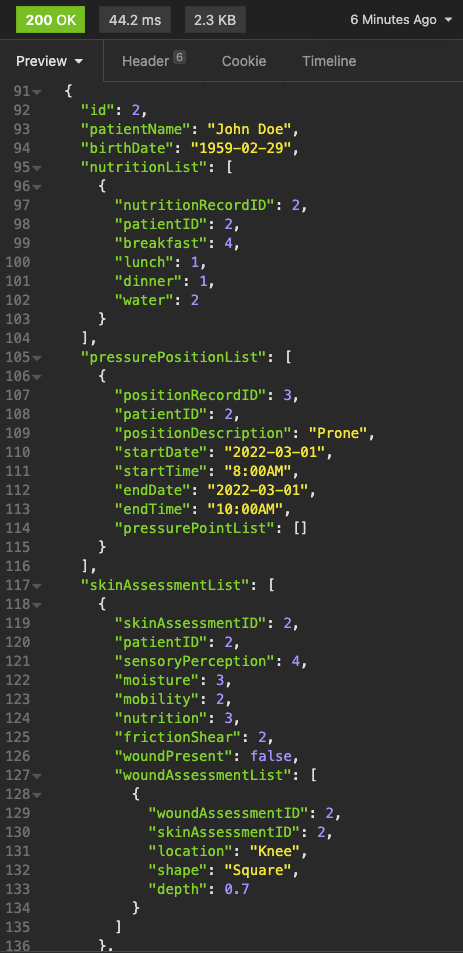 200 OK 44.2 ms 2.3 KB 6 Minutes Ago
Preview Header 6 Cookie Timeline
91 {
92 "id": 2,
93 "patientName": "John Doe",
94 "birthDate": "1959-02-29",
95 "nutritionList": [
96 {
97 "nutritionRecordID": 2,
98 "patientID": 2,
99 "breakfast": 4,
100 "lunch": 1,
101 "dinner": 1,
102 "water": 2
103 }
104 ],
105 "pressurePositionList": [
106 {
107 "positionRecordID": 3,
108 "patientID": 2,
109 "positionDescription": "Prone",
110 "startDate": "2022-03-01",
111 "startTime": "8:00AM",
112 "endDate": "2022-03-01",
113 "endTime": "10:00AM",
114 "pressurePointList": []
115 }
116 ],
117 "skinAssessmentList": [
118 {
119 "skinAssessmentID": 2,
120 "patientID": 2,
121 "sensoryPerception": 4,
122 "moisture": 3,
123 "mobility": 2,
124 "nutrition": 3,
125 "frictionShear": 2,
126 "woundPresent": false,
127 "woundAssessmentList": [
128 {
129 "woundAssessmentID": 2,
130 "skinAssessmentID": 2,
131 "location": "Knee",
132 "shape": "Square",
133 "depth": 0.7
134 }
135 ]
136 },